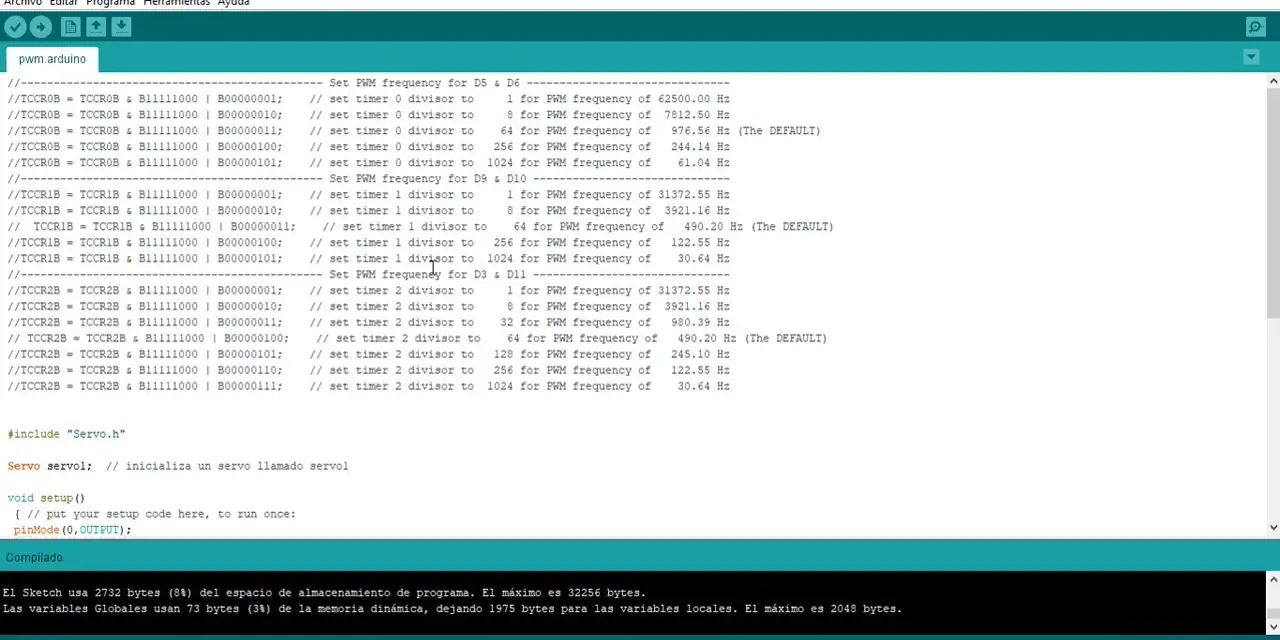 Archivo Editar Programa Herramientas Ayuda
pwm.arduino
//---------------------------------------------- Set PWM frequency for D5 & D6 -------------------------------
//TCCR0B = TCCR0B & B11111000 | B00000001;    // set timer 0 divisor to     1 for PWM frequency of 62500.00 Hz
//TCCR0B = TCCR0B & B11111000 | B00000010;    // set timer 0 divisor to     8 for PWM frequency of  7812.50 Hz
//TCCR0B = TCCR0B & B11111000 | B00000011;    // set timer 0 divisor to    64 for PWM frequency of   976.56 Hz (The DEFAULT)
//TCCR0B = TCCR0B & B11111000 | B00000100;    // set timer 0 divisor to   256 for PWM frequency of   244.14 Hz
//TCCR0B = TCCR0B & B11111000 | B00000101;    // set timer 0 divisor to  1024 for PWM frequency of    61.04 Hz
//---------------------------------------------- Set PWM frequency for D9 & D10 ------------------------------
//TCCR1B = TCCR1B & B11111000 | B00000001;    // set timer 1 divisor to     1 for PWM frequency of 31372.55 Hz
//TCCR1B = TCCR1B & B11111000 | B00000010;    // set timer 1 divisor to     8 for PWM frequency of  3921.16 Hz
//  TCCR1B = TCCR1B & B11111000 | B00000011;    // set timer 1 divisor to    64 for PWM frequency of   490.20 Hz (The DEFAULT)
//TCCR1B = TCCR1B & B11111000 | B00000100;    // set timer 1 divisor to   256 for PWM frequency of   122.55 Hz
//TCCR1B = TCCR1B & B11111000 | B00000101;    // set timer 1 divisor to  1024 for PWM frequency of    30.64 Hz
//---------------------------------------------- Set PWM frequency for D3 & D11 ------------------------------
//TCCR2B = TCCR2B & B11111000 | B00000001;    // set timer 2 divisor to     1 for PWM frequency of 31372.55 Hz
//TCCR2B = TCCR2B & B11111000 | B00000010;    // set timer 2 divisor to     8 for PWM frequency of  3921.16 Hz
//TCCR2B = TCCR2B & B11111000 | B00000011;    // set timer 2 divisor to    32 for PWM frequency of   980.39 Hz
// TCCR2B = TCCR2B & B11111000 | B00000100;    // set timer 2 divisor to    64 for PWM frequency of   490.20 Hz (The DEFAULT)
//TCCR2B = TCCR2B & B11111000 | B00000101;    // set timer 2 divisor to   128 for PWM frequency of   245.10 Hz
//TCCR2B = TCCR2B & B11111000 | B00000110;    // set timer 2 divisor to   256 for PWM frequency of   122.55 Hz
//TCCR2B = TCCR2B & B11111000 | B00000111;    // set timer 2 divisor to  1024 for PWM frequency of    30.64 Hz
#include "Servo.h"
Servo servo1;  // inicializa un servo llamado servo1
void setup()
{ // put your setup code here, to run once:
pinMode(0,OUTPUT);
Compilado
El Sketch usa 2732 bytes (8%) del espacio de almacenamiento de programa. El máximo es 32256 bytes.
Las variables Globales usan 73 bytes (3%) de la memoria dinámica, dejando 1975 bytes para las variables locales. El máximo es 2048 bytes.